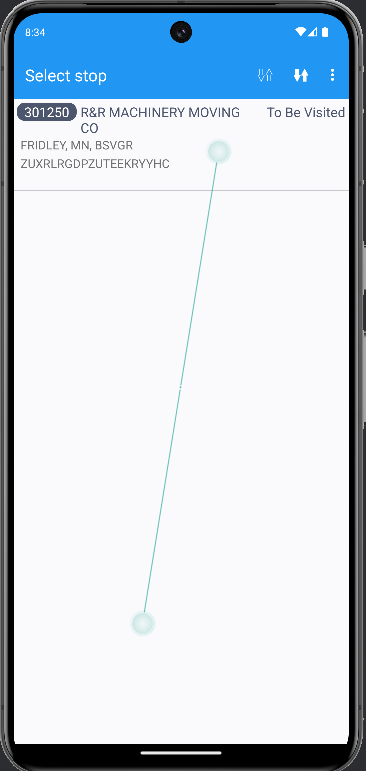 8:34
Select stop
301250 R&R MACHINERY MOVING CO To Be Visited
FRIDLEY, MN, BSVGR
ZUXRLRGDPZUTEEKRYYHC